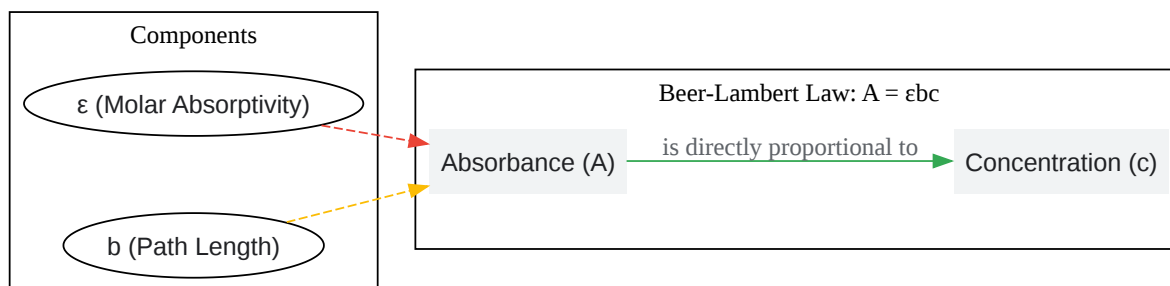 Components
ε (Molar Absorptivity)
b (Path Length)
Beer-Lambert Law: A = εbc
Absorbance (A)
is directly proportional to
Concentration (c)